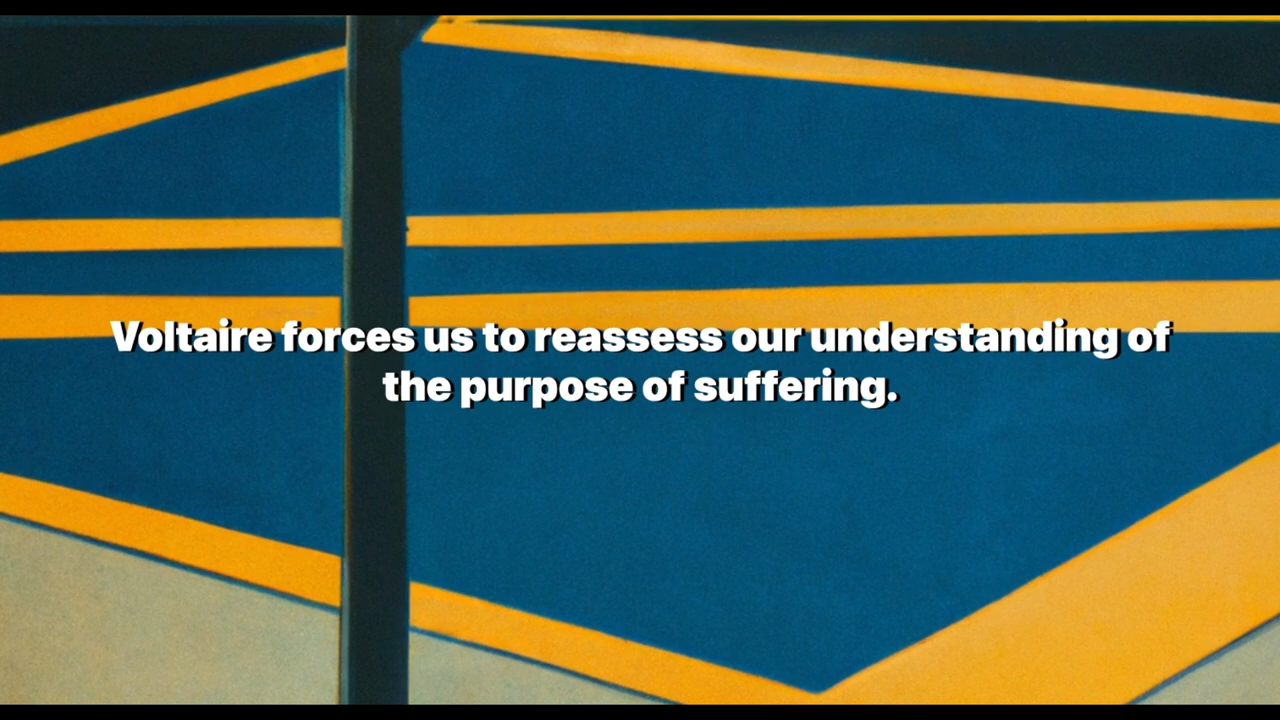 Voltaire forces us to reassess our understanding of
the purpose of suffering.